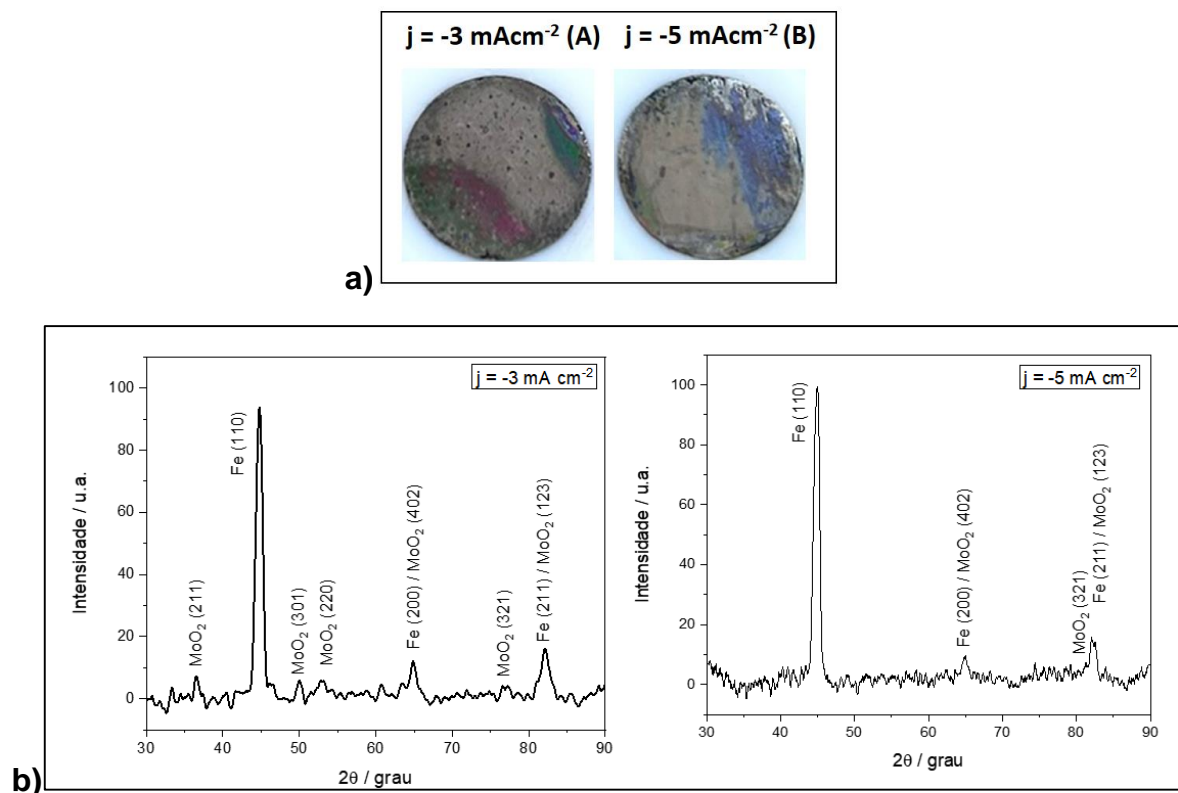 j = -3 mAcm⁻² (A)
j = -5 mAcm⁻² (B)
a)
j = -3 mA cm⁻²
Intensidade / u.a.
100
80
60
40
20
0
MoO₂ (211)
Fe (110)
MoO₂ (301)
MoO₂ (220)
Fe (200) / MoO₂ (402)
MoO₂ (321)
Fe (211) / MoO₂ (123)
30 40 50 60 70 80 90
2θ / grau
j = -5 mA cm⁻²
Intensidade / u.a.
100
80
60
40
20
0
Fe (110)
Fe (200) / MoO₂ (402)
MoO₂ (321)
Fe (211) / MoO₂ (123)
30 40 50 60 70 80 90
2θ / grau
b)